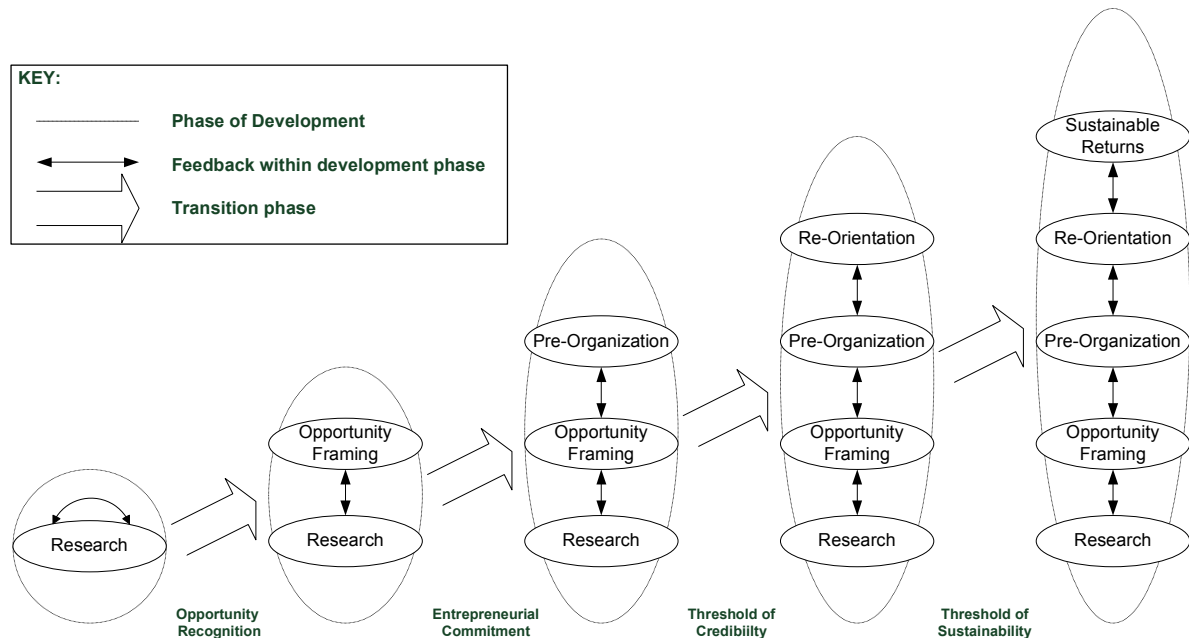 KEY:
Phase of Development
Feedback within development phase
Transition phase
Research
Opportunity
Recognition
Opportunity
Framing
Research
Entrepreneurial
Commitment
Pre-Organization
Opportunity
Framing
Research
Threshold of
Credibiilty
Re-Orientation
Pre-Organization
Opportunity
Framing
Research
Threshold of
Sustainability
Sustainable
Returns
Re-Orientation
Pre-Organization
Opportunity
Framing
Research